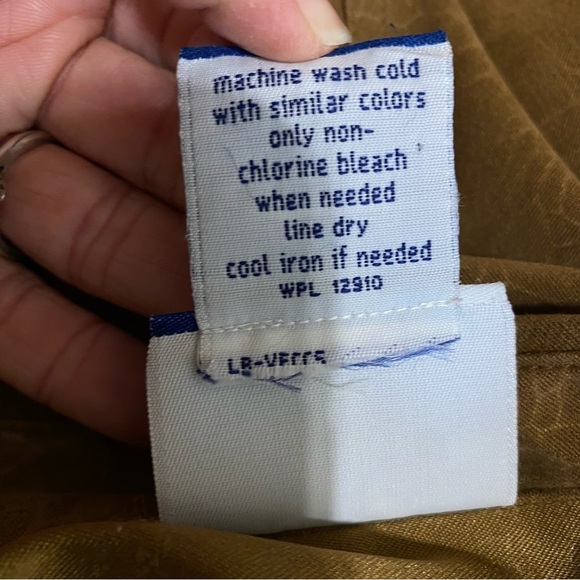 machine wash cold
with similar colors
only non-
chlorine bleach
when needed
line dry
cool iron if needed
WPL 12910